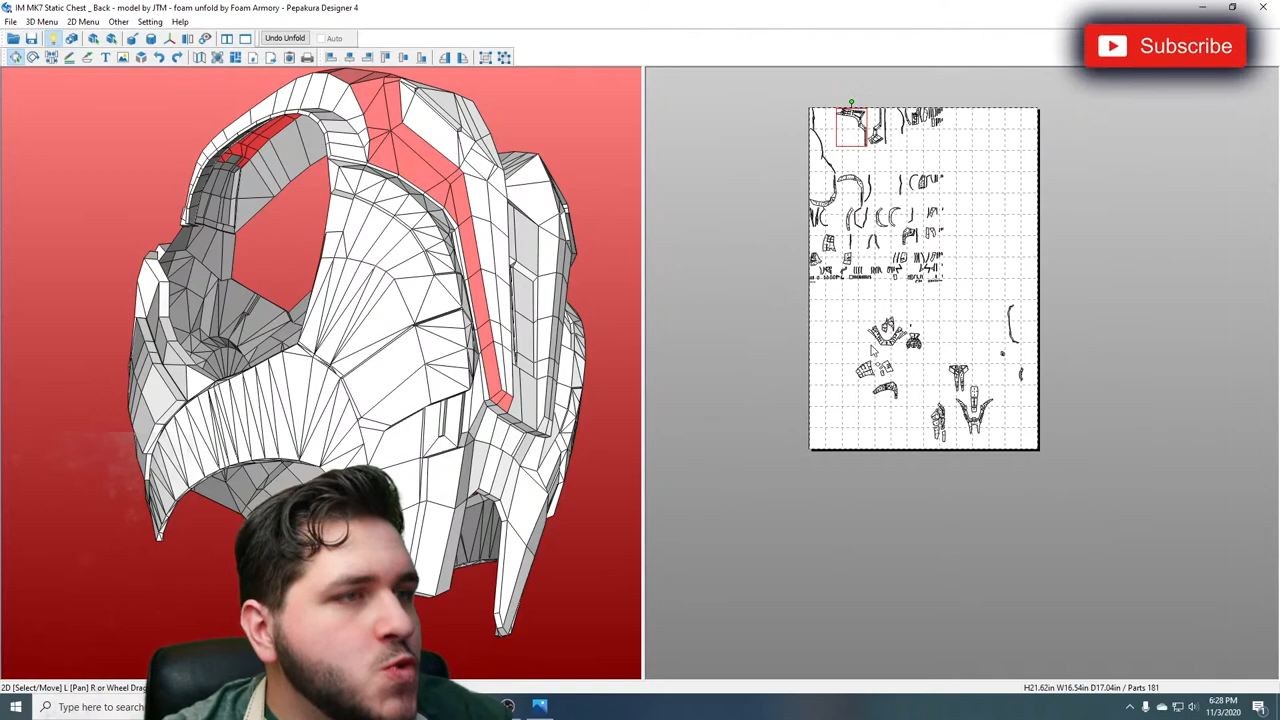 IM MK7 Static Chest _ Back - model by JTM - foam unfold by Foam Armory - Pepakura Designer 4
File 3D Menu 2D Menu Other Setting Help
Subscribe
Undo Unfold Auto
2D [Select/Move] L [Pan] R or Wheel Drag
H21.62in W16.54in D17.04in / Parts 181
Type here to search
6:28 PM
11/3/2020